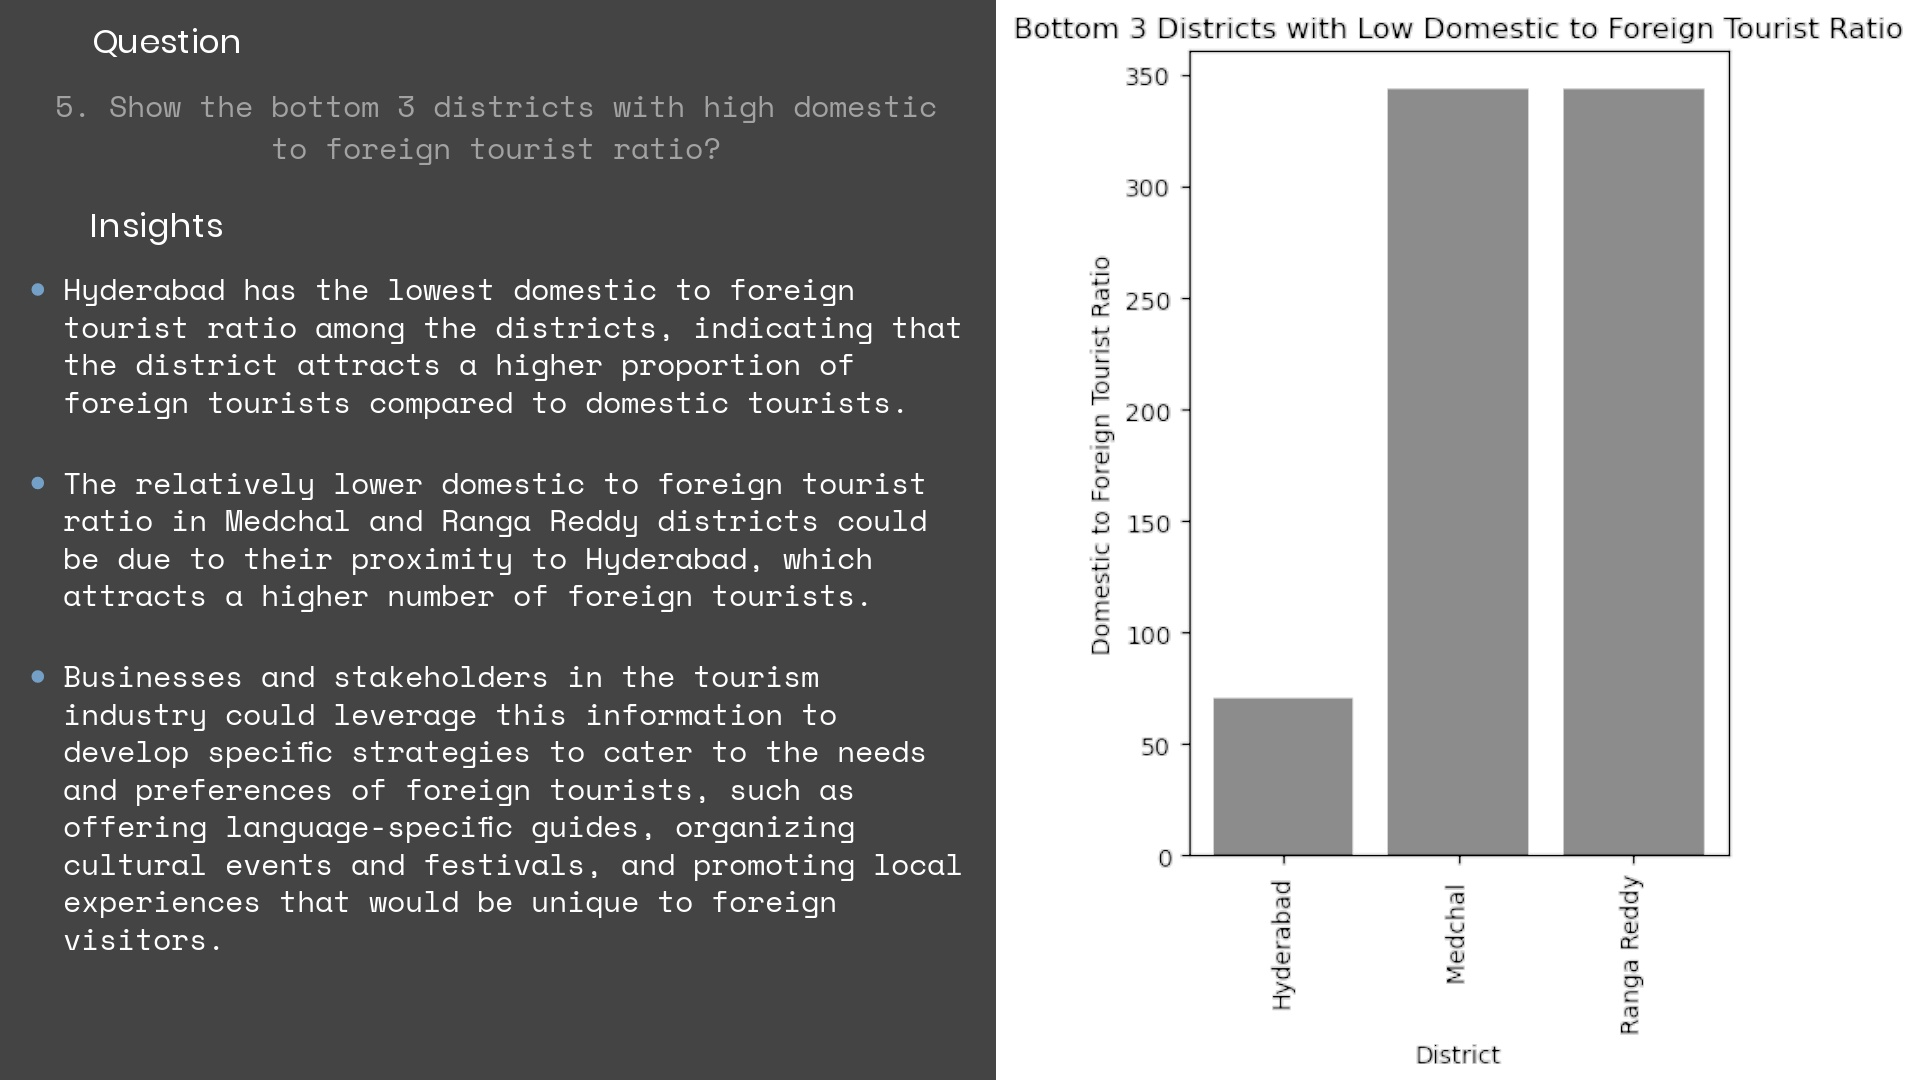 Question
5. Show the bottom 3 districts with high domestic
to foreign tourist ratio?
Insights
• Hyderabad has the lowest domestic to foreign
tourist ratio among the districts, indicating that
the district attracts a higher proportion of
foreign tourists compared to domestic tourists.
• The relatively lower domestic to foreign tourist
ratio in Medchal and Ranga Reddy districts could
be due to their proximity to Hyderabad, which
attracts a higher number of foreign tourists.
• Businesses and stakeholders in the tourism
industry could leverage this information to
develop specific strategies to cater to the needs
and preferences of foreign tourists, such as
offering language-specific guides, organizing
cultural events and festivals, and promoting local
experiences that would be unique to foreign
visitors.
Bottom 3 Districts with Low Domestic to Foreign Tourist Ratio
Domestic to Foreign Tourist Ratio
350
300
250
200
150
100
50
0
Hyderabad
Medchal
Ranga Reddy
District